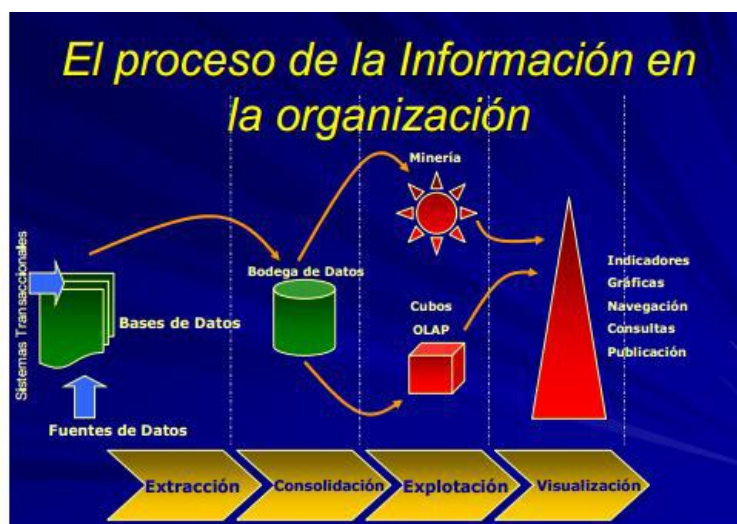 El proceso de la Información en
la organización
Sistemas Transaccionales
Bases de Datos
Fuentes de Datos
Bodega de Datos
Minería
Cubos
OLAP
Indicadores
Gráficas
Navegación
Consultas
Publicación
Extracción
Consolidación
Explotación
Visualización